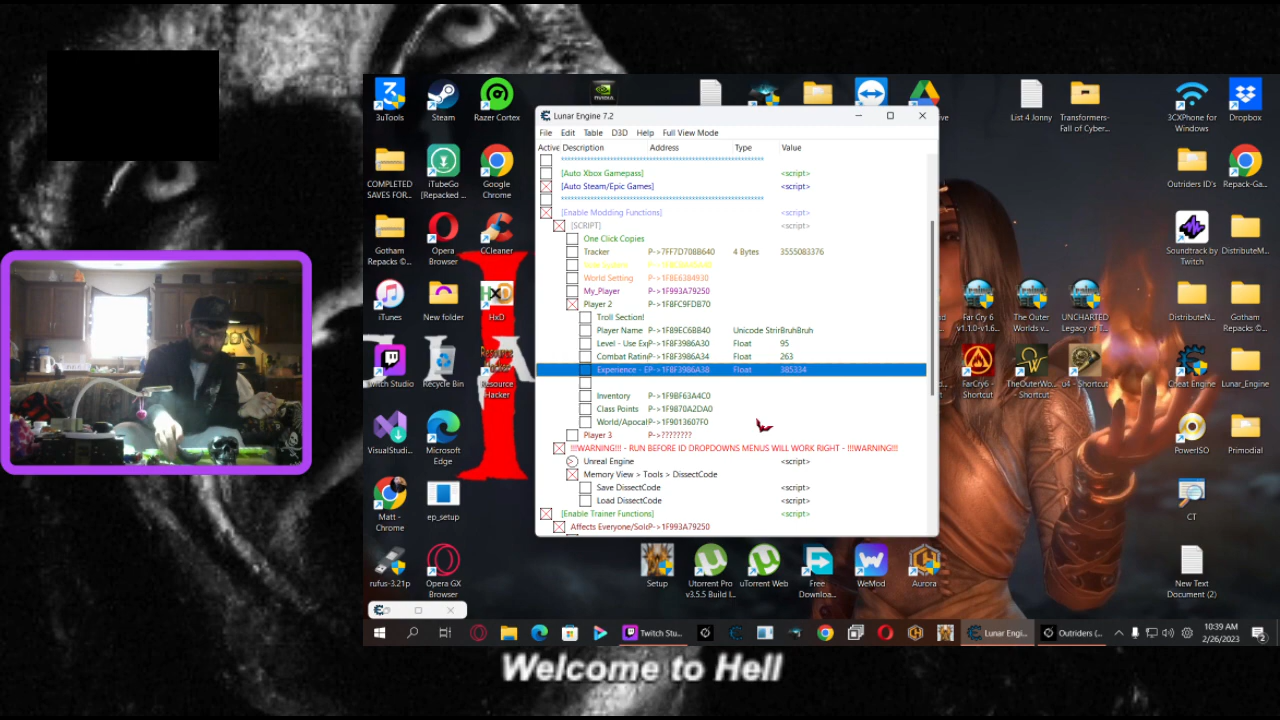 3uTools
Steam
Razer Cortex
NVIDIA
List 4 Jonny
Transformers-
Fall of Cyber...
3CXPhone for
Windows
Dropbox
Lunar Engine 7.2
File Edit Table D3D Help Full View Mode
Active Description Address Type Value
[Auto Xbox Gamepass] <script>
[Auto Steam/Epic Games] <script>
[Enable Modding Functions] <script>
[SCRIPT] <script>
One Click Copies
Tracker P->7FF7D708B640 4 Bytes 3555083376
World Setting P->1F8E6384930
My_Player P->1F993A79250
Player 2 P->1F8FC9FDB70
Troll Section!
Player Name P->1F89EC6BB40 Unicode StrirBruhBruh
Level - Use ExpP->1F8F3986A30 Float 95
Combat RatinP->1F8F3986A34 Float 263
Experience - EP->1F8F3986A38 Float 385334
Inventory P->1F9BF63A4C0
Class Points P->1F9870A2DA0
World/ApocalP->1F9013607F0
Player 3 P->????????
!!!WARNING!!! - RUN BEFORE ID DROPDOWNS MENUS WILL WORK RIGHT - !!!WARNING!!!
Unreal Engine <script>
Memory View > Tools > DissectCode
Save DissectCode <script>
Load DissectCode <script>
[Enable Trainer Functions] <script>
Affects Everyone/SoloP->1F993A79250
COMPLETED
SAVES FOR...
iTubeGo
[Repacked ...
Google
Chrome
Outriders ID's
Repack-Ga...
Gotham
Repacks ©...
Opera
Browser
CCleaner
Soundtrack by
Twitch
DistributeM...
iTunes
New folder
HxD
Far Cry 6
v1.1.0-v1.6...
The Outer
Worlds v...
UNCHARTED
Legacy of T...
DistributeN...
Gotham
Repacks ©...
Twitch Studio
Recycle Bin
Resource
Hacker
FarCry6 -
Shortcut
TheOuterWo...
- Shortcut
u4 - Shortcut
Cheat Engine
Lunar_Engine
VisualStudi...
Microsoft
Edge
PowerISO
Primodial
Matt -
Chrome
ep_setup
CT
rufus-3.21p
Opera GX
Browser
Setup
Utorrent Pro
v3.5.5 Build I...
uTorrent Web
Free
Downloa...
WeMod
Aurora
New Text
Document (2)
Twitch Stu...
Lunar Engi...
Outriders (...
10:39 AM
2/26/2023
Welcome to Hell